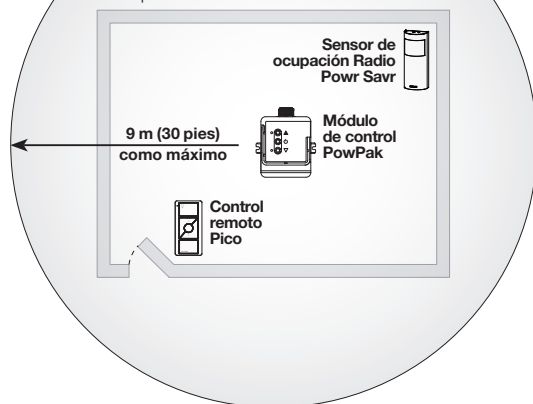 Sensor de
ocupación Radio
Powr Savr
9 m (30 pies)
como máximo
Módulo
de control
PowPak
Control
remoto
Pico